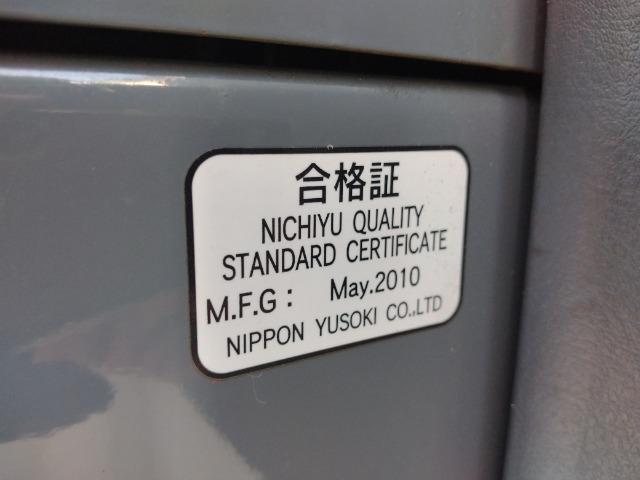 合格証
NICHIYU QUALITY
STANDARD CERTIFICATE
M.F.G : May.2010
NIPPON YUSOKI CO.,LTD